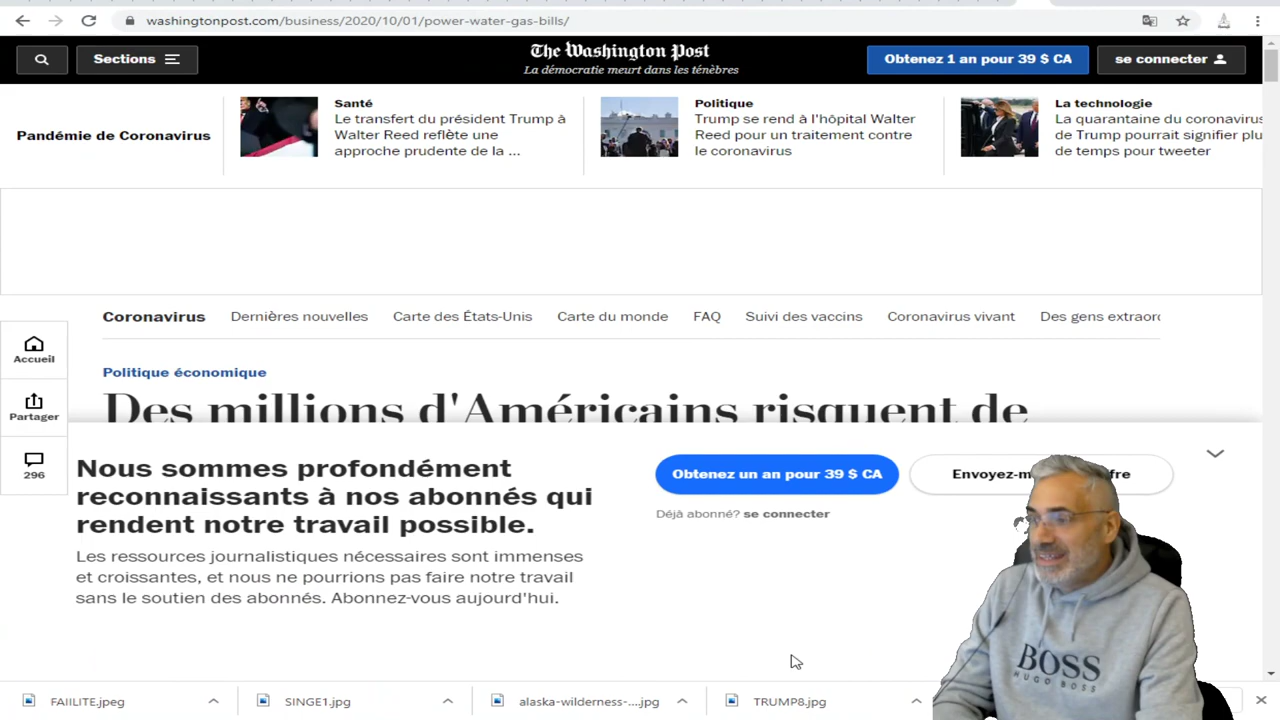 washingtonpost.com/business/2020/10/01/power-water-gas-bills/
Sections
The Washington Post
La démocratie meurt dans les ténèbres
Obtenez 1 an pour 39 $ CA
se connecter
Pandémie de Coronavirus
Santé
Le transfert du président Trump à
Walter Reed reflète une
approche prudente de la ...
Politique
Trump se rend à l'hôpital Walter
Reed pour un traitement contre
le coronavirus
La technologie
La quarantaine du coronavirus
de Trump pourrait signifier plu
de temps pour tweeter
Coronavirus
Dernières nouvelles
Carte des États-Unis
Carte du monde
FAQ
Suivi des vaccins
Coronavirus vivant
Des gens extraord
Accueil
Partager
296
Politique économique
Des millions d'Américains risquent de
Nous sommes profondément
reconnaissants à nos abonnés qui
rendent notre travail possible.
Les ressources journalistiques nécessaires sont immenses
et croissantes, et nous ne pourrions pas faire notre travail
sans le soutien des abonnés. Abonnez-vous aujourd'hui.
Obtenez un an pour 39 $ CA
Déjà abonné? se connecter
Envoyez-m fre
BOSS
HUGO BOSS
FAIILITE.jpeg
SINGE1.jpg
alaska-wilderness-....jpg
TRUMP8.jpg